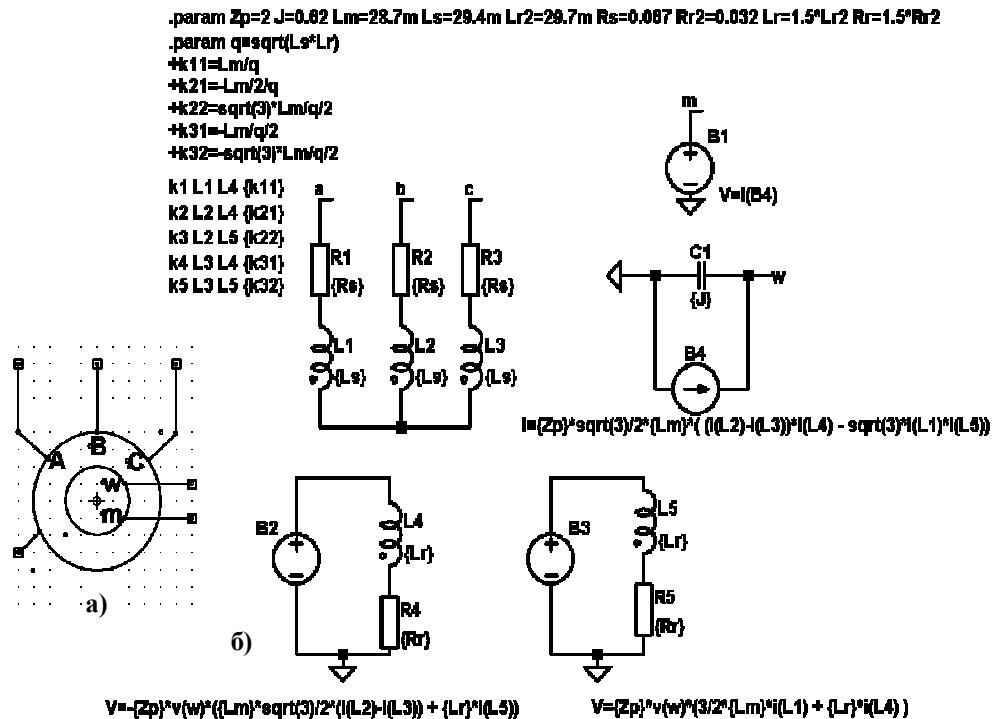 .param Zp=2 J=0.62 Lm=28.7m Ls=29.4m Lr2=29.7m Rs=0.087 Rr2=0.032 Lr=1.5*Lr2 Rr=1.5*Rr2
.param q=sqrt(Ls*Lr)
+k11=Lm/q
+k21=-Lm/2/q
+k22=sqrt(3)*Lm/q/2
+k31=-Lm/q/2
+k32=-sqrt(3)*Lm/q/2
k1 L1 L4 {k11}
k2 L2 L4 {k21}
k3 L2 L5 {k22}
k4 L3 L4 {k31}
k5 L3 L5 {k32}
a b c
R1 R2 R3
{Rs} {Rs} {Rs}
L1 L2 L3
{Ls} {Ls} {Ls}
m
B1
V=I(B4)
C1
w
{J}
B4
I={Zp}*sqrt(3)/2*{Lm}*( (I(L2)-I(L3))*I(L4) - sqrt(3)*I(L1)*I(L5))
A B C
w
m
а)
б)
B2
L4
{Lr}
R4
{Rr}
B3
L5
{Lr}
R5
{Rr}
V=-{Zp}*v(w)*({Lm}*sqrt(3)/2*(I(L2)-I(L3)) + {Lr}*I(L5))
V={Zp}*v(w)*(3/2*{Lm}*i(L1) + {Lr}*i(L4) )